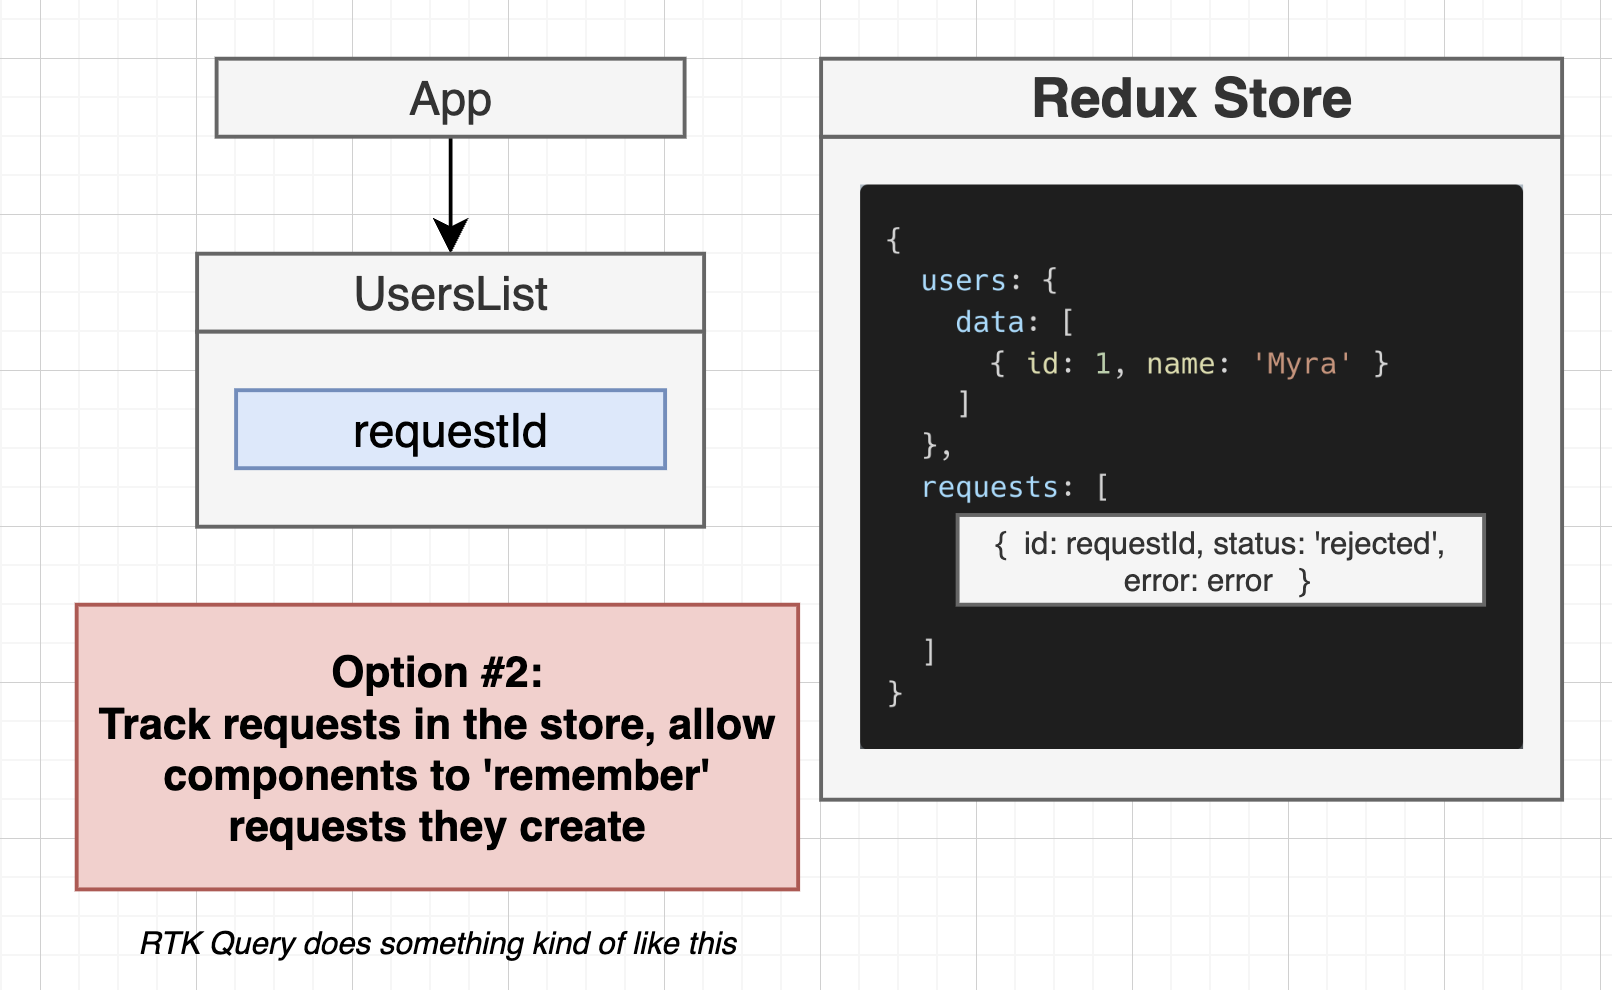 App
UsersList
requestId
Option #2:
Track requests in the store, allow
components to 'remember'
requests they create
RTK Query does something kind of like this
Redux Store
{
users: {
data: [
{ id: 1, name: 'Myra' }
]
},
requests: [
{ id: requestId, status: 'rejected',
error: error }
]
}